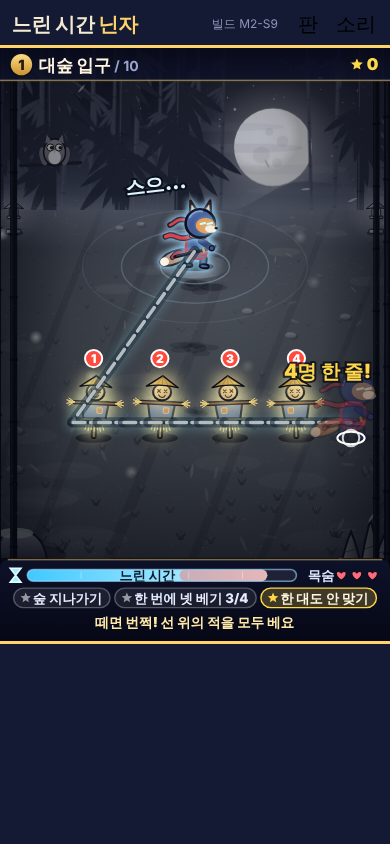 느린 시간 닌자 빌드 M2-S9 판 소리
1 대숲 입구 / 10 ★ 0
스으...
1 2 3 4
4명 한 줄!
느린 시간 목숨
★ 숲 지나가기 ★ 한 번에 넷 베기 3/4 ★ 한 대도 안 맞기
떼면 번쩍! 선 위의 적을 모두 베요